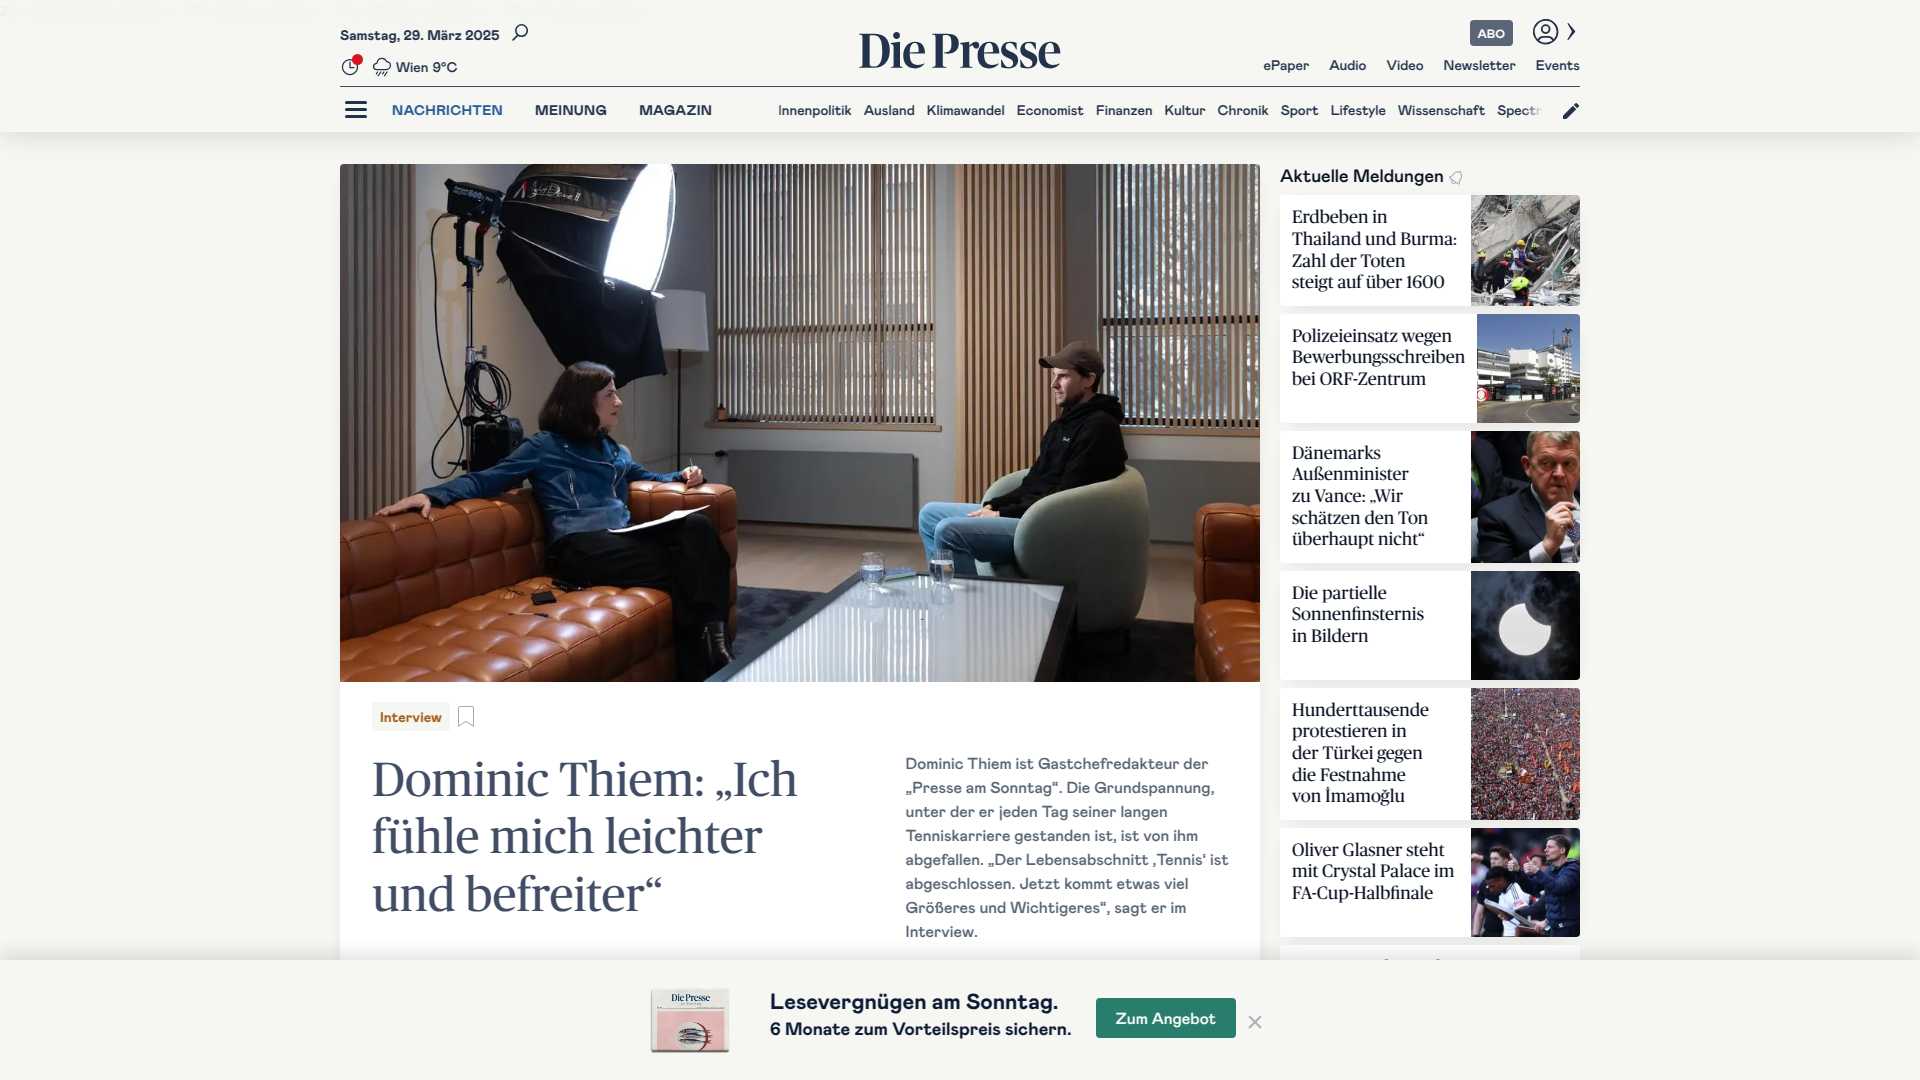 Samstag, 29. März 2025
Wien 9°C
Die Presse
ABO
ePaper Audio Video Newsletter Events
NACHRICHTEN MEINUNG MAGAZIN
Innenpolitik Ausland Klimawandel Economist Finanzen Kultur Chronik Sport Lifestyle Wissenschaft
Interview
Dominic Thiem: „Ich
fühle mich leichter
und befreiter“
Dominic Thiem ist Gastchefredakteur der
„Presse am Sonntag“. Die Grundspannung,
unter der er jeden Tag seiner langen
Tenniskarriere gestanden ist, ist von ihm
abgefallen. „Der Lebensabschnitt ‚Tennis‘ ist
abgeschlossen. Jetzt kommt etwas viel
Größeres und Wichtigeres“, sagt er im
Interview.
Aktuelle Meldungen
Erdbeben in
Thailand und Burma:
Zahl der Toten
steigt auf über 1600
Polizeieinsatz wegen
Bewerbungsschreiben
bei ORF-Zentrum
Dänemarks
Außenminister
zu Vance: „Wir
schätzen den Ton
überhaupt nicht“
Die partielle
Sonnenfinsternis
in Bildern
Hunderttausende
protestieren in
der Türkei gegen
die Festnahme
von İmamoğlu
Oliver Glasner steht
mit Crystal Palace im
FA-Cup-Halbfinale
Die Presse
Lesevergnügen am Sonntag.
6 Monate zum Vorteilspreis sichern.
Zum Angebot